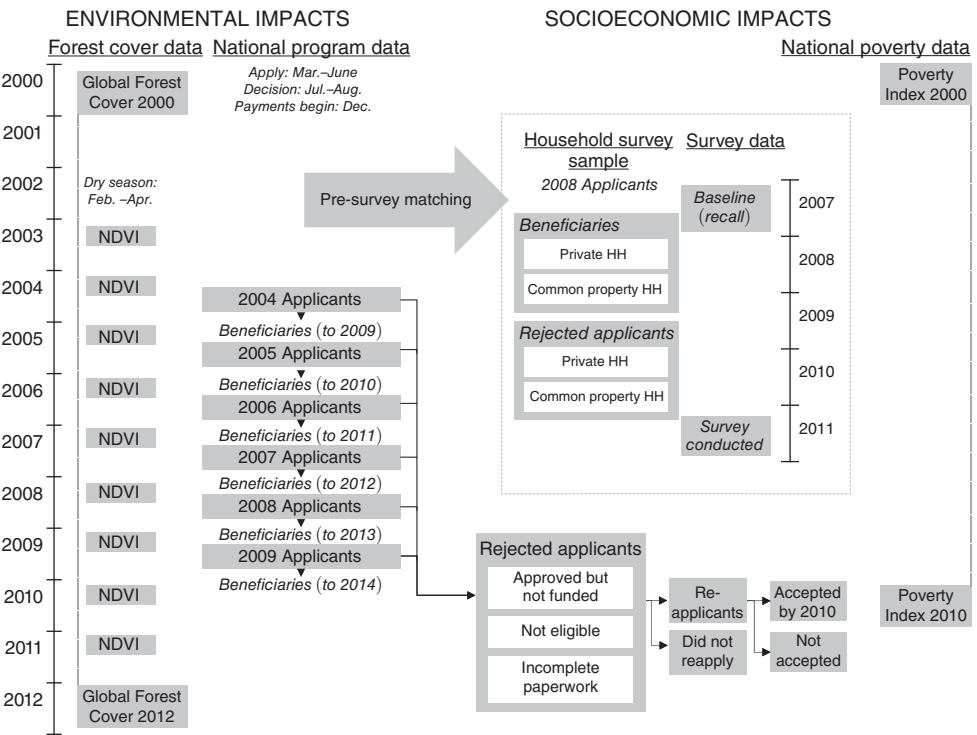 ENVIRONMENTAL IMPACTS
SOCIOECONOMIC IMPACTS
Forest cover data
National program data
National poverty data
2000
2001
2002
2003
2004
2005
2006
2007
2008
2009
2010
2011
2012
Global Forest
Cover 2000
Dry season:
Feb. –Apr.
NDVI
NDVI
NDVI
NDVI
NDVI
NDVI
NDVI
NDVI
NDVI
Global Forest
Cover 2012
Apply: Mar.–June
Decision: Jul.–Aug.
Payments begin: Dec.
2004 Applicants
Beneficiaries (to 2009)
2005 Applicants
Beneficiaries (to 2010)
2006 Applicants
Beneficiaries (to 2011)
2007 Applicants
Beneficiaries (to 2012)
2008 Applicants
Beneficiaries (to 2013)
2009 Applicants
Beneficiaries (to 2014)
Pre-survey matching
Household survey
sample
2008 Applicants
Beneficiaries
Private HH
Common property HH
Rejected applicants
Private HH
Common property HH
Survey data
Baseline
(recall)
Survey
conducted
2007
2008
2009
2010
2011
Rejected applicants
Approved but
not funded
Not eligible
Incomplete
paperwork
Re-
applicants
Did not
reapply
Accepted
by 2010
Not
accepted
Poverty
Index 2000
Poverty
Index 2010